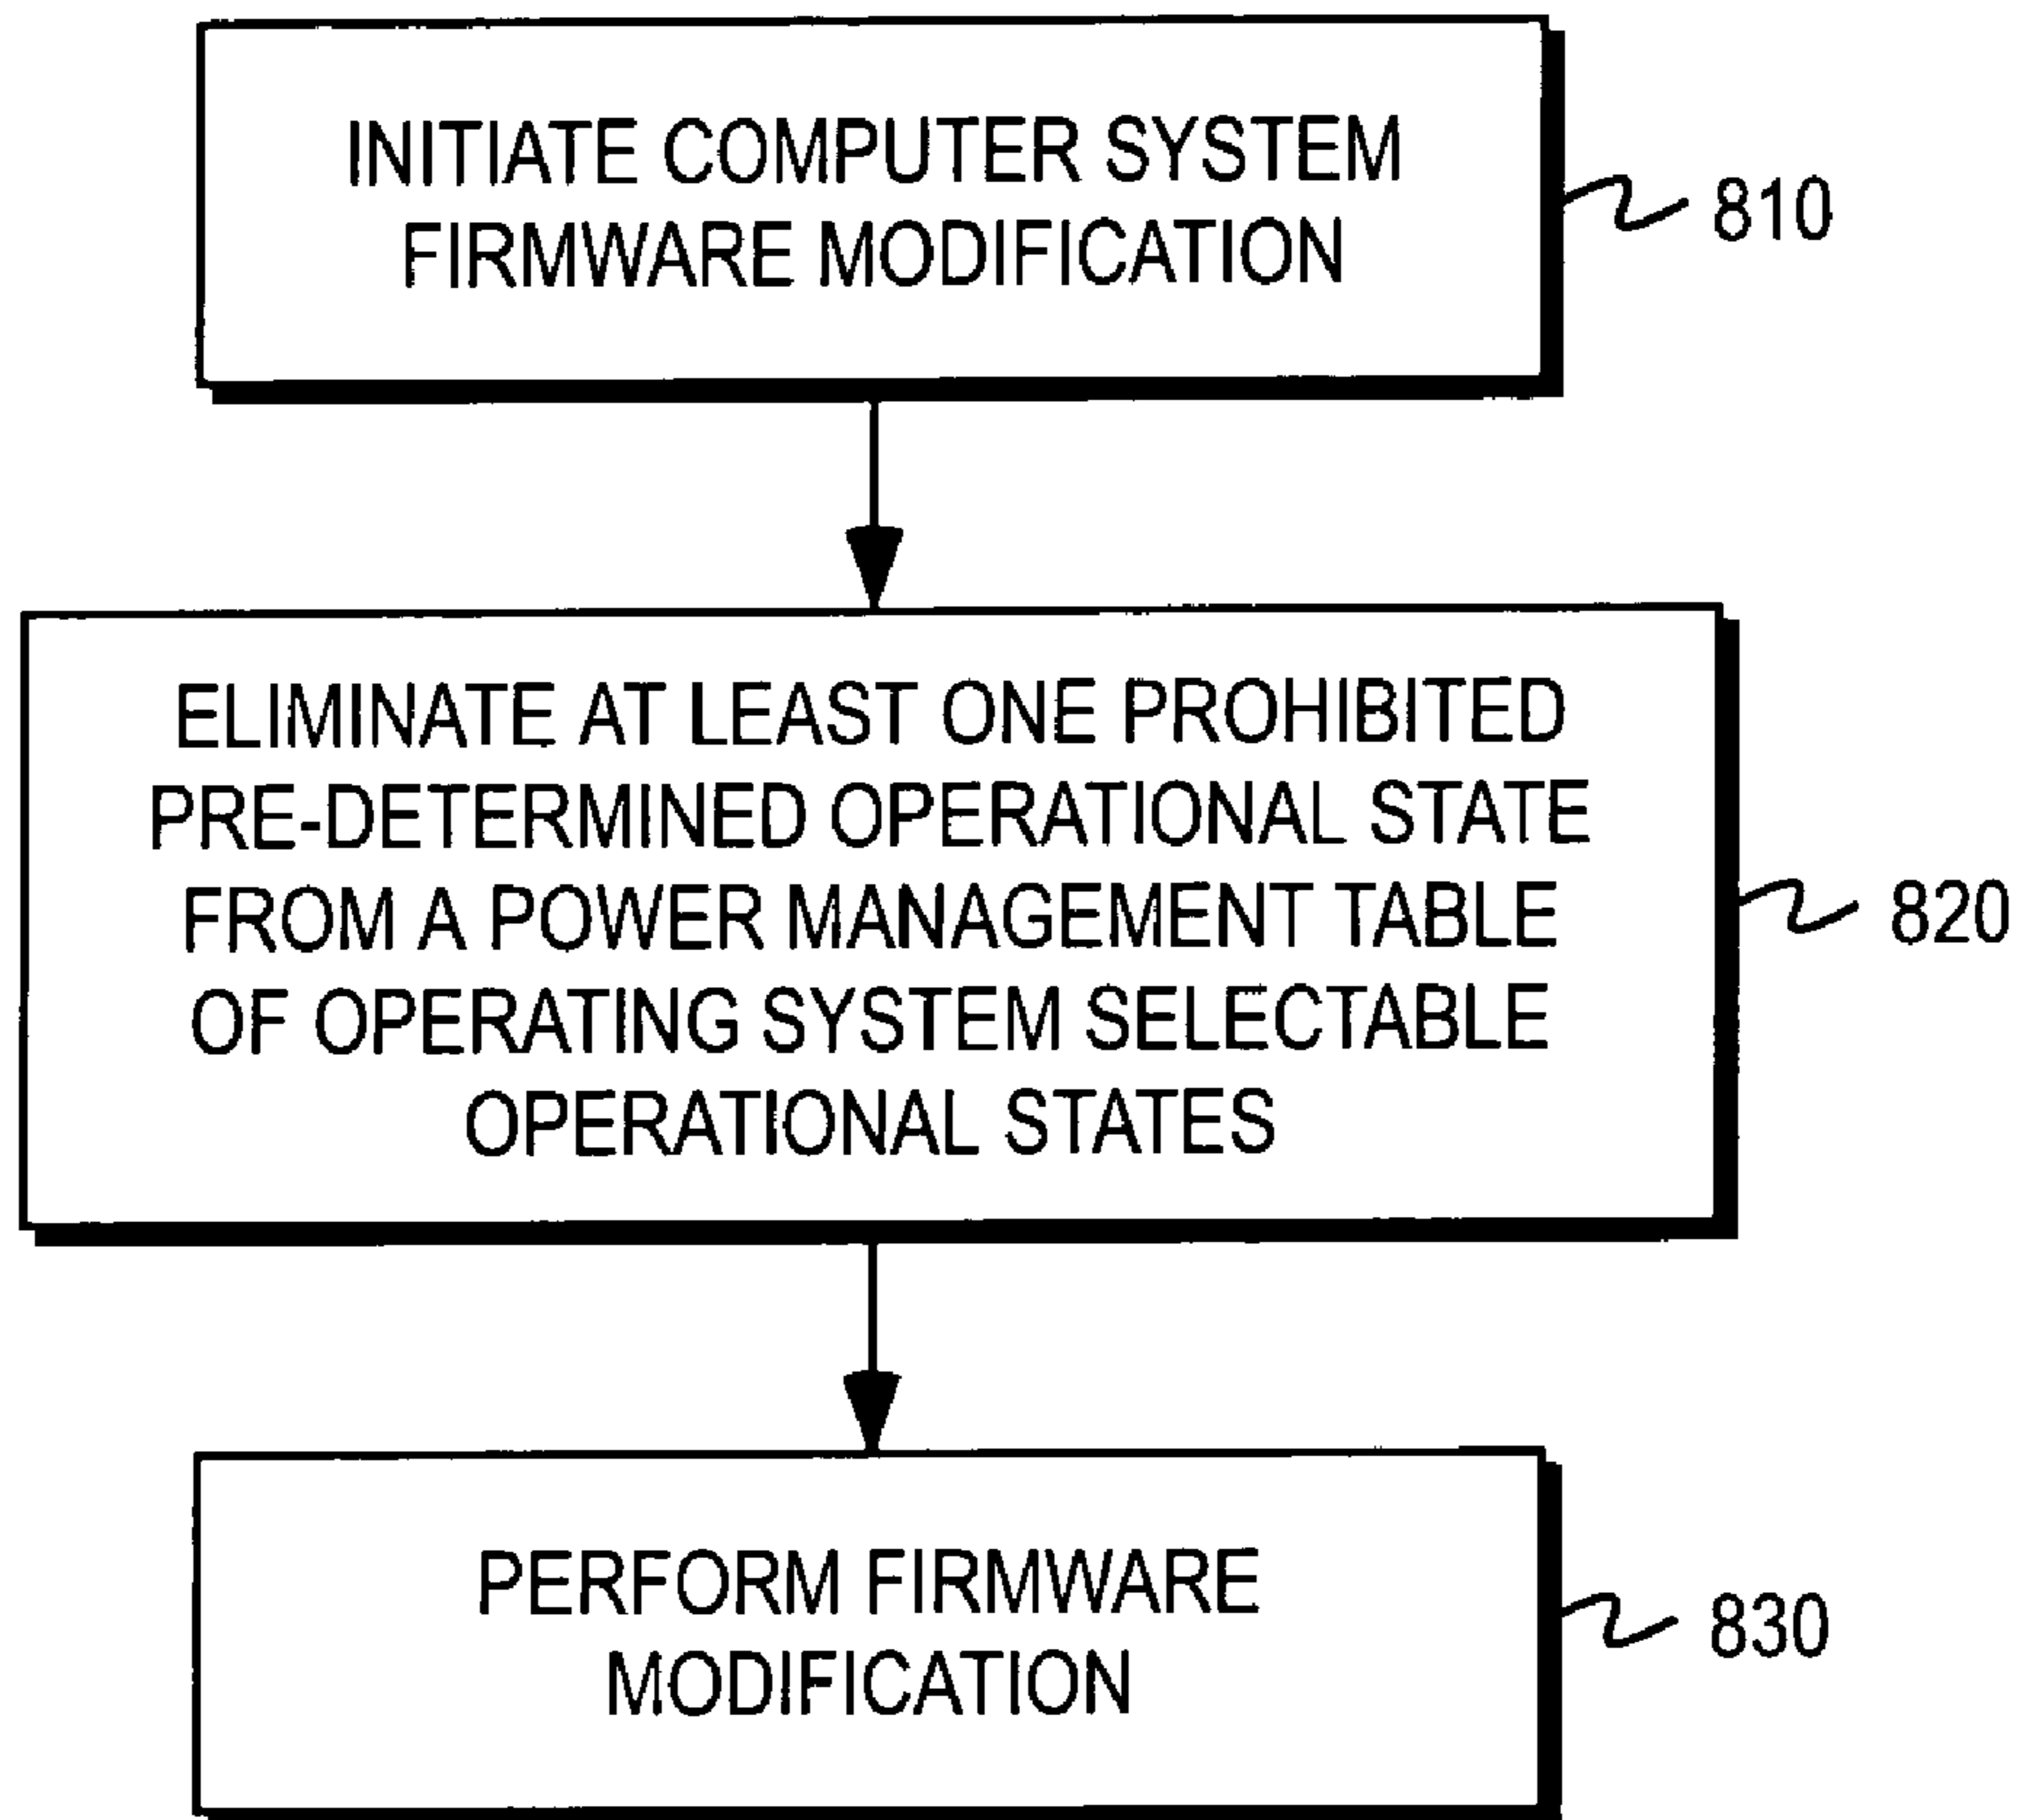 INITIATE COMPUTER SYSTEM
FIRMWARE MODIFICATION
810
ELIMINATE AT LEAST ONE PROHIBITED
PRE-DETERMINED OPERATIONAL STATE
FROM A POWER MANAGEMENT TABLE
OF OPERATING SYSTEM SELECTABLE
OPERATIONAL STATES
820
PERFORM FIRMWARE
MODIFICATION
830